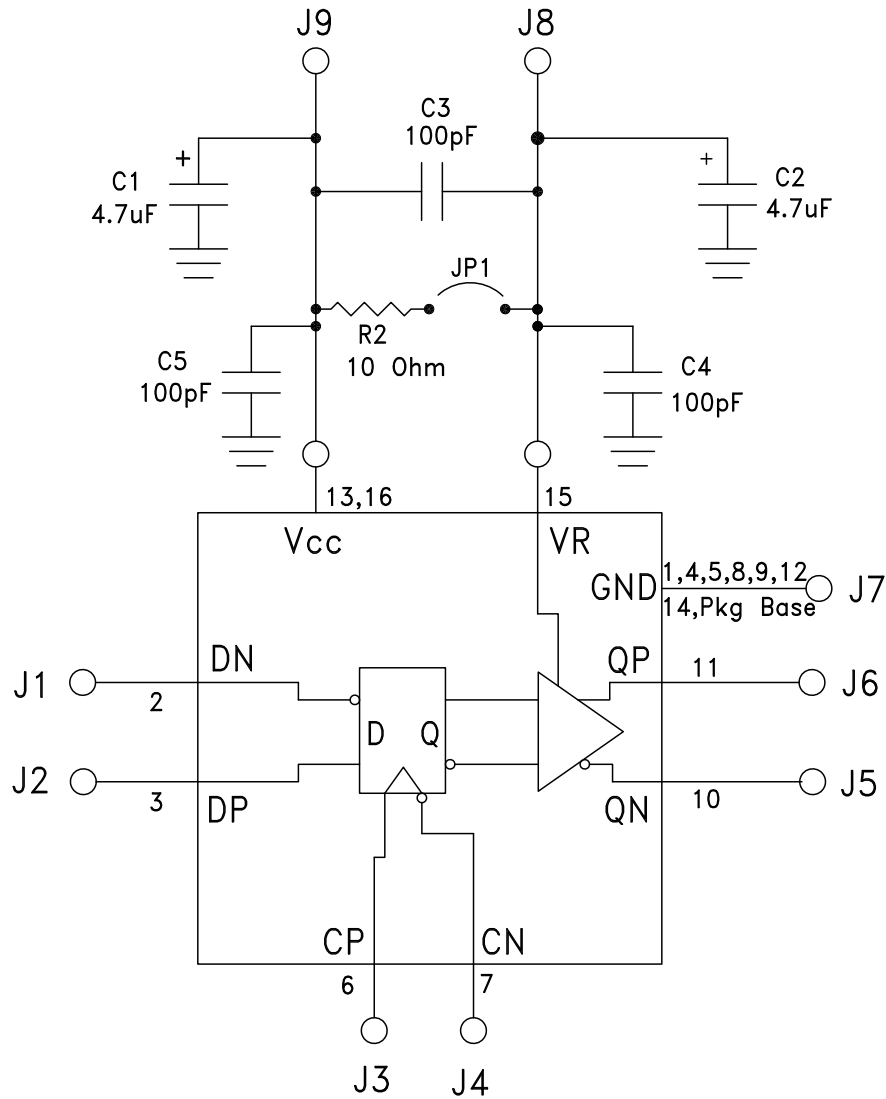 J9
J8
C3
100pF
+
C1
4.7uF
+
C2
4.7uF
JP1
R2
10 Ohm
C5
100pF
C4
100pF
13,16
15
Vcc
VR
GND
1,4,5,8,9,12
14,Pkg Base
J7
J1
2
DN
QP
11
J6
D
Q
J2
3
DP
QN
10
J5
CP
CN
6
7
J3
J4